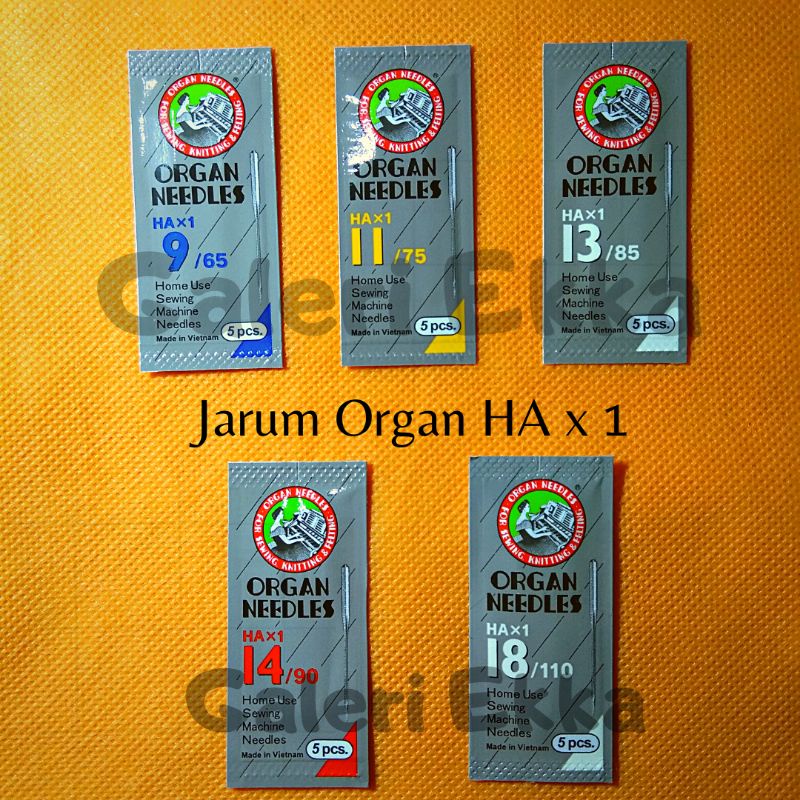 ORGAN NEEDLES
FOR SEWING, KNITTING & FELTING
ORGAN
NEEDLES
HA×1
9/65
Home Use
Sewing
Machine
Needles
Made in Vietnam
5 pcs.
ORGAN NEEDLES
FOR SEWING, KNITTING & FELTING
ORGAN
NEEDLES
HA×1
11/75
Home Use
Sewing
Machine
Needles
Made in Vietnam
5 pcs.
ORGAN NEEDLES
FOR SEWING, KNITTING & FELTING
ORGAN
NEEDLES
HA×1
13/85
Home Use
Sewing
Machine
Needles
Made in Vietnam
5 pcs.
Galeri Ekka
Jarum Organ HA x 1
ORGAN NEEDLES
FOR SEWING, KNITTING & FELTING
ORGAN
NEEDLES
HA×1
14/90
Home Use
Sewing
Machine
Needles
Made in Vietnam
5 pcs.
ORGAN NEEDLES
FOR SEWING, KNITTING & FELTING
ORGAN
NEEDLES
HA×1
18/110
Home Use
Sewing
Machine
Needles
Made in Vietnam
5 pcs.
Galeri Ekka